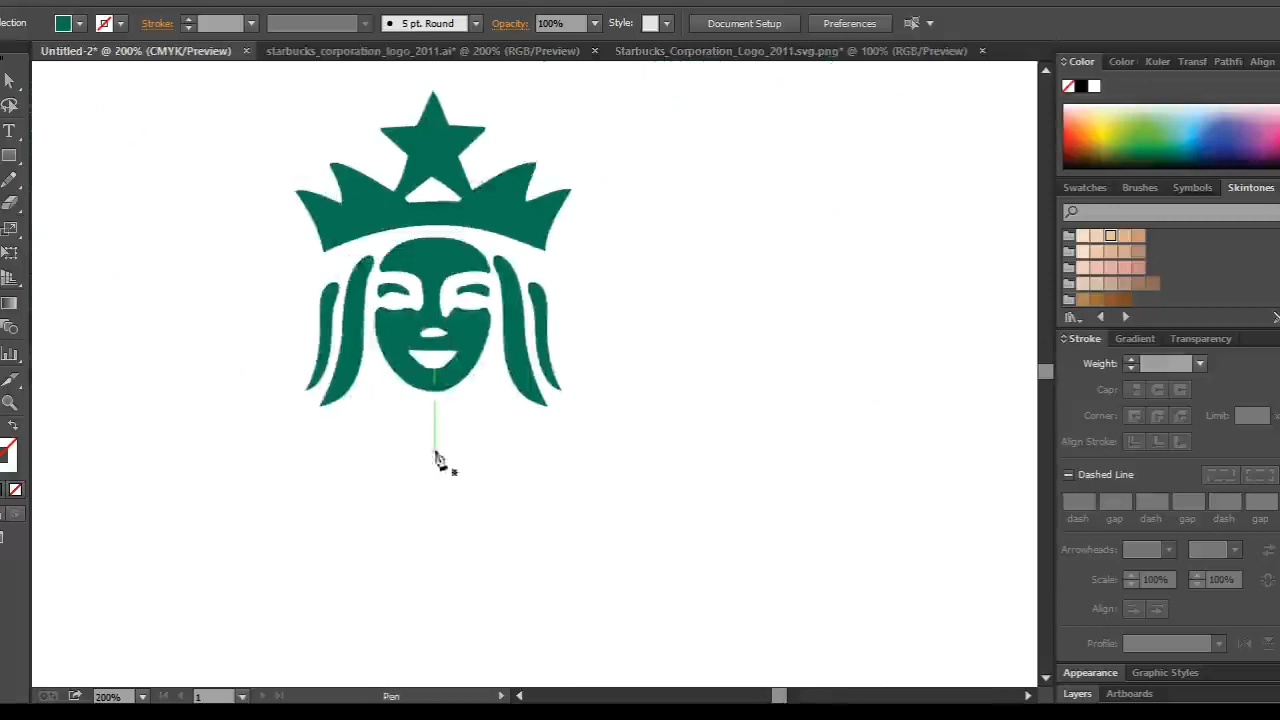 ection Stroke: 5 pt. Round Opacity: 100% Style: Document Setup Preferences
Untitled-2* @ 200% (CMYK/Preview) × starbucks_corporation_logo_2011.ai* @ 200% (RGB/Preview) × Starbucks_Corporation_Logo_2011.svg.png* @ 100% (RGB/Preview) ×
Color Color Kuler Transf Pathfi Align
Swatches Brushes Symbols Skintones
Stroke Gradient Transparency
Weight:
Cap:
Corner: Limit: x
Align Stroke:
Dashed Line
dash gap dash gap dash gap
Arrowheads:
Scale: 100% 100%
Align:
Profile:
Appearance Graphic Styles
Layers Artboards
200% 1 Pen